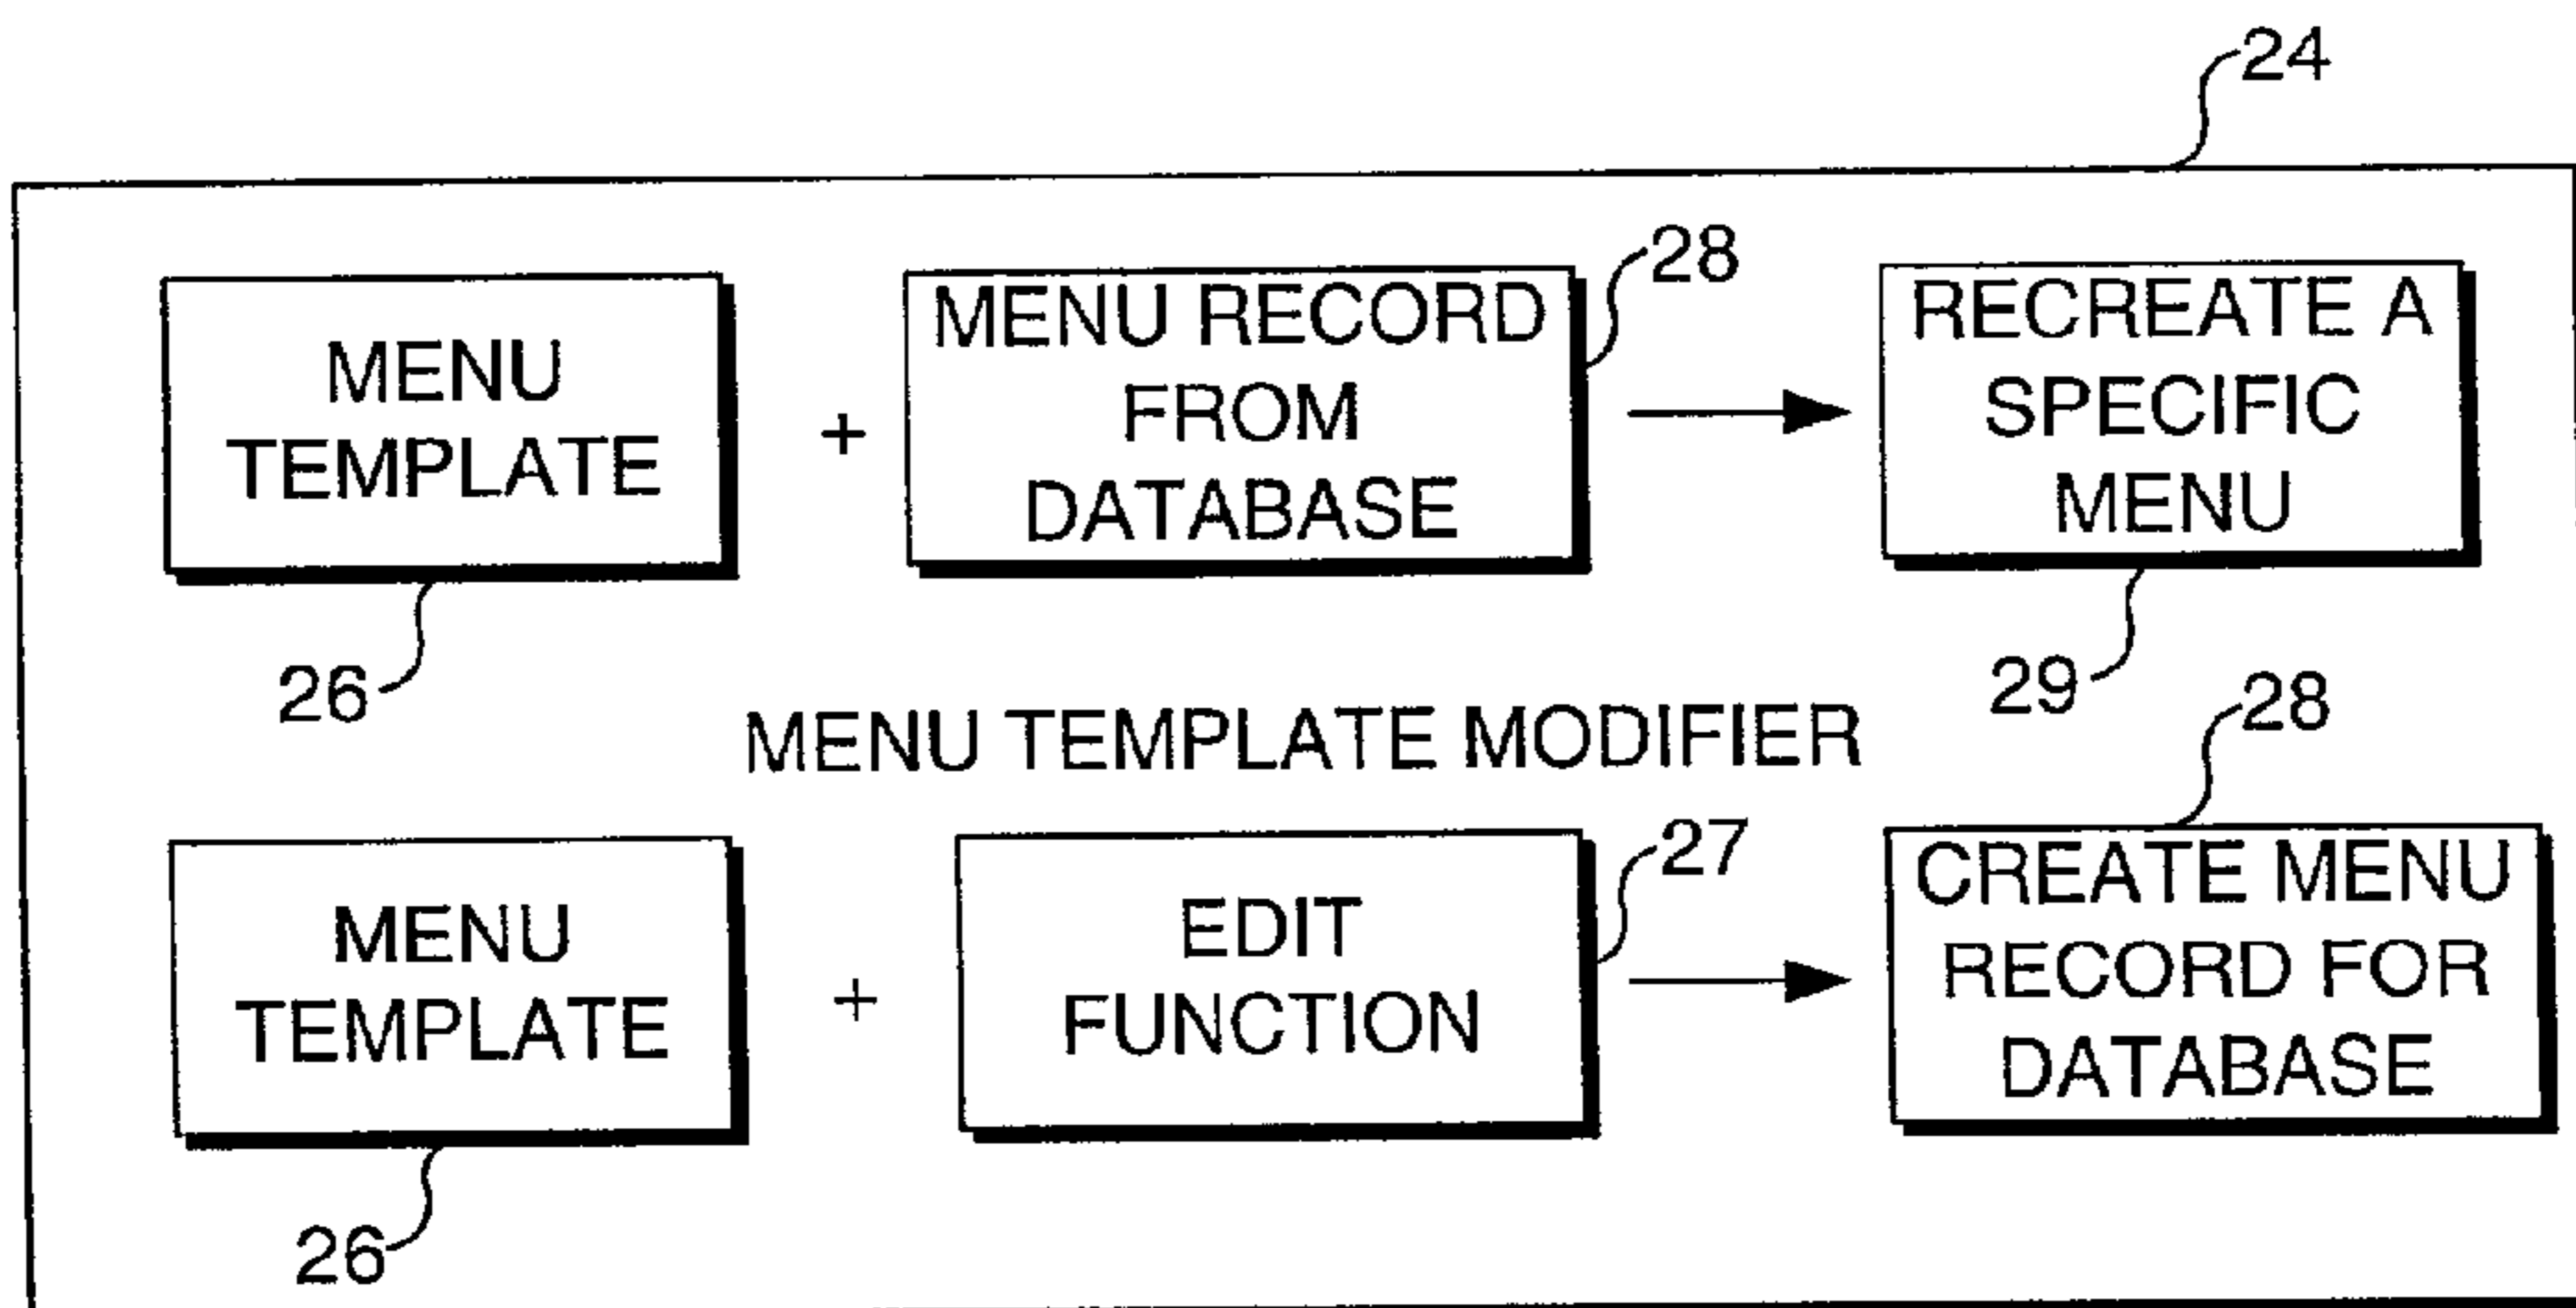 24
MENU
TEMPLATE
26
+
MENU RECORD
FROM
DATABASE
28
RECREATE A
SPECIFIC
MENU
29
MENU TEMPLATE MODIFIER
MENU
TEMPLATE
26
+
EDIT
FUNCTION
27
CREATE MENU
RECORD FOR
DATABASE
28